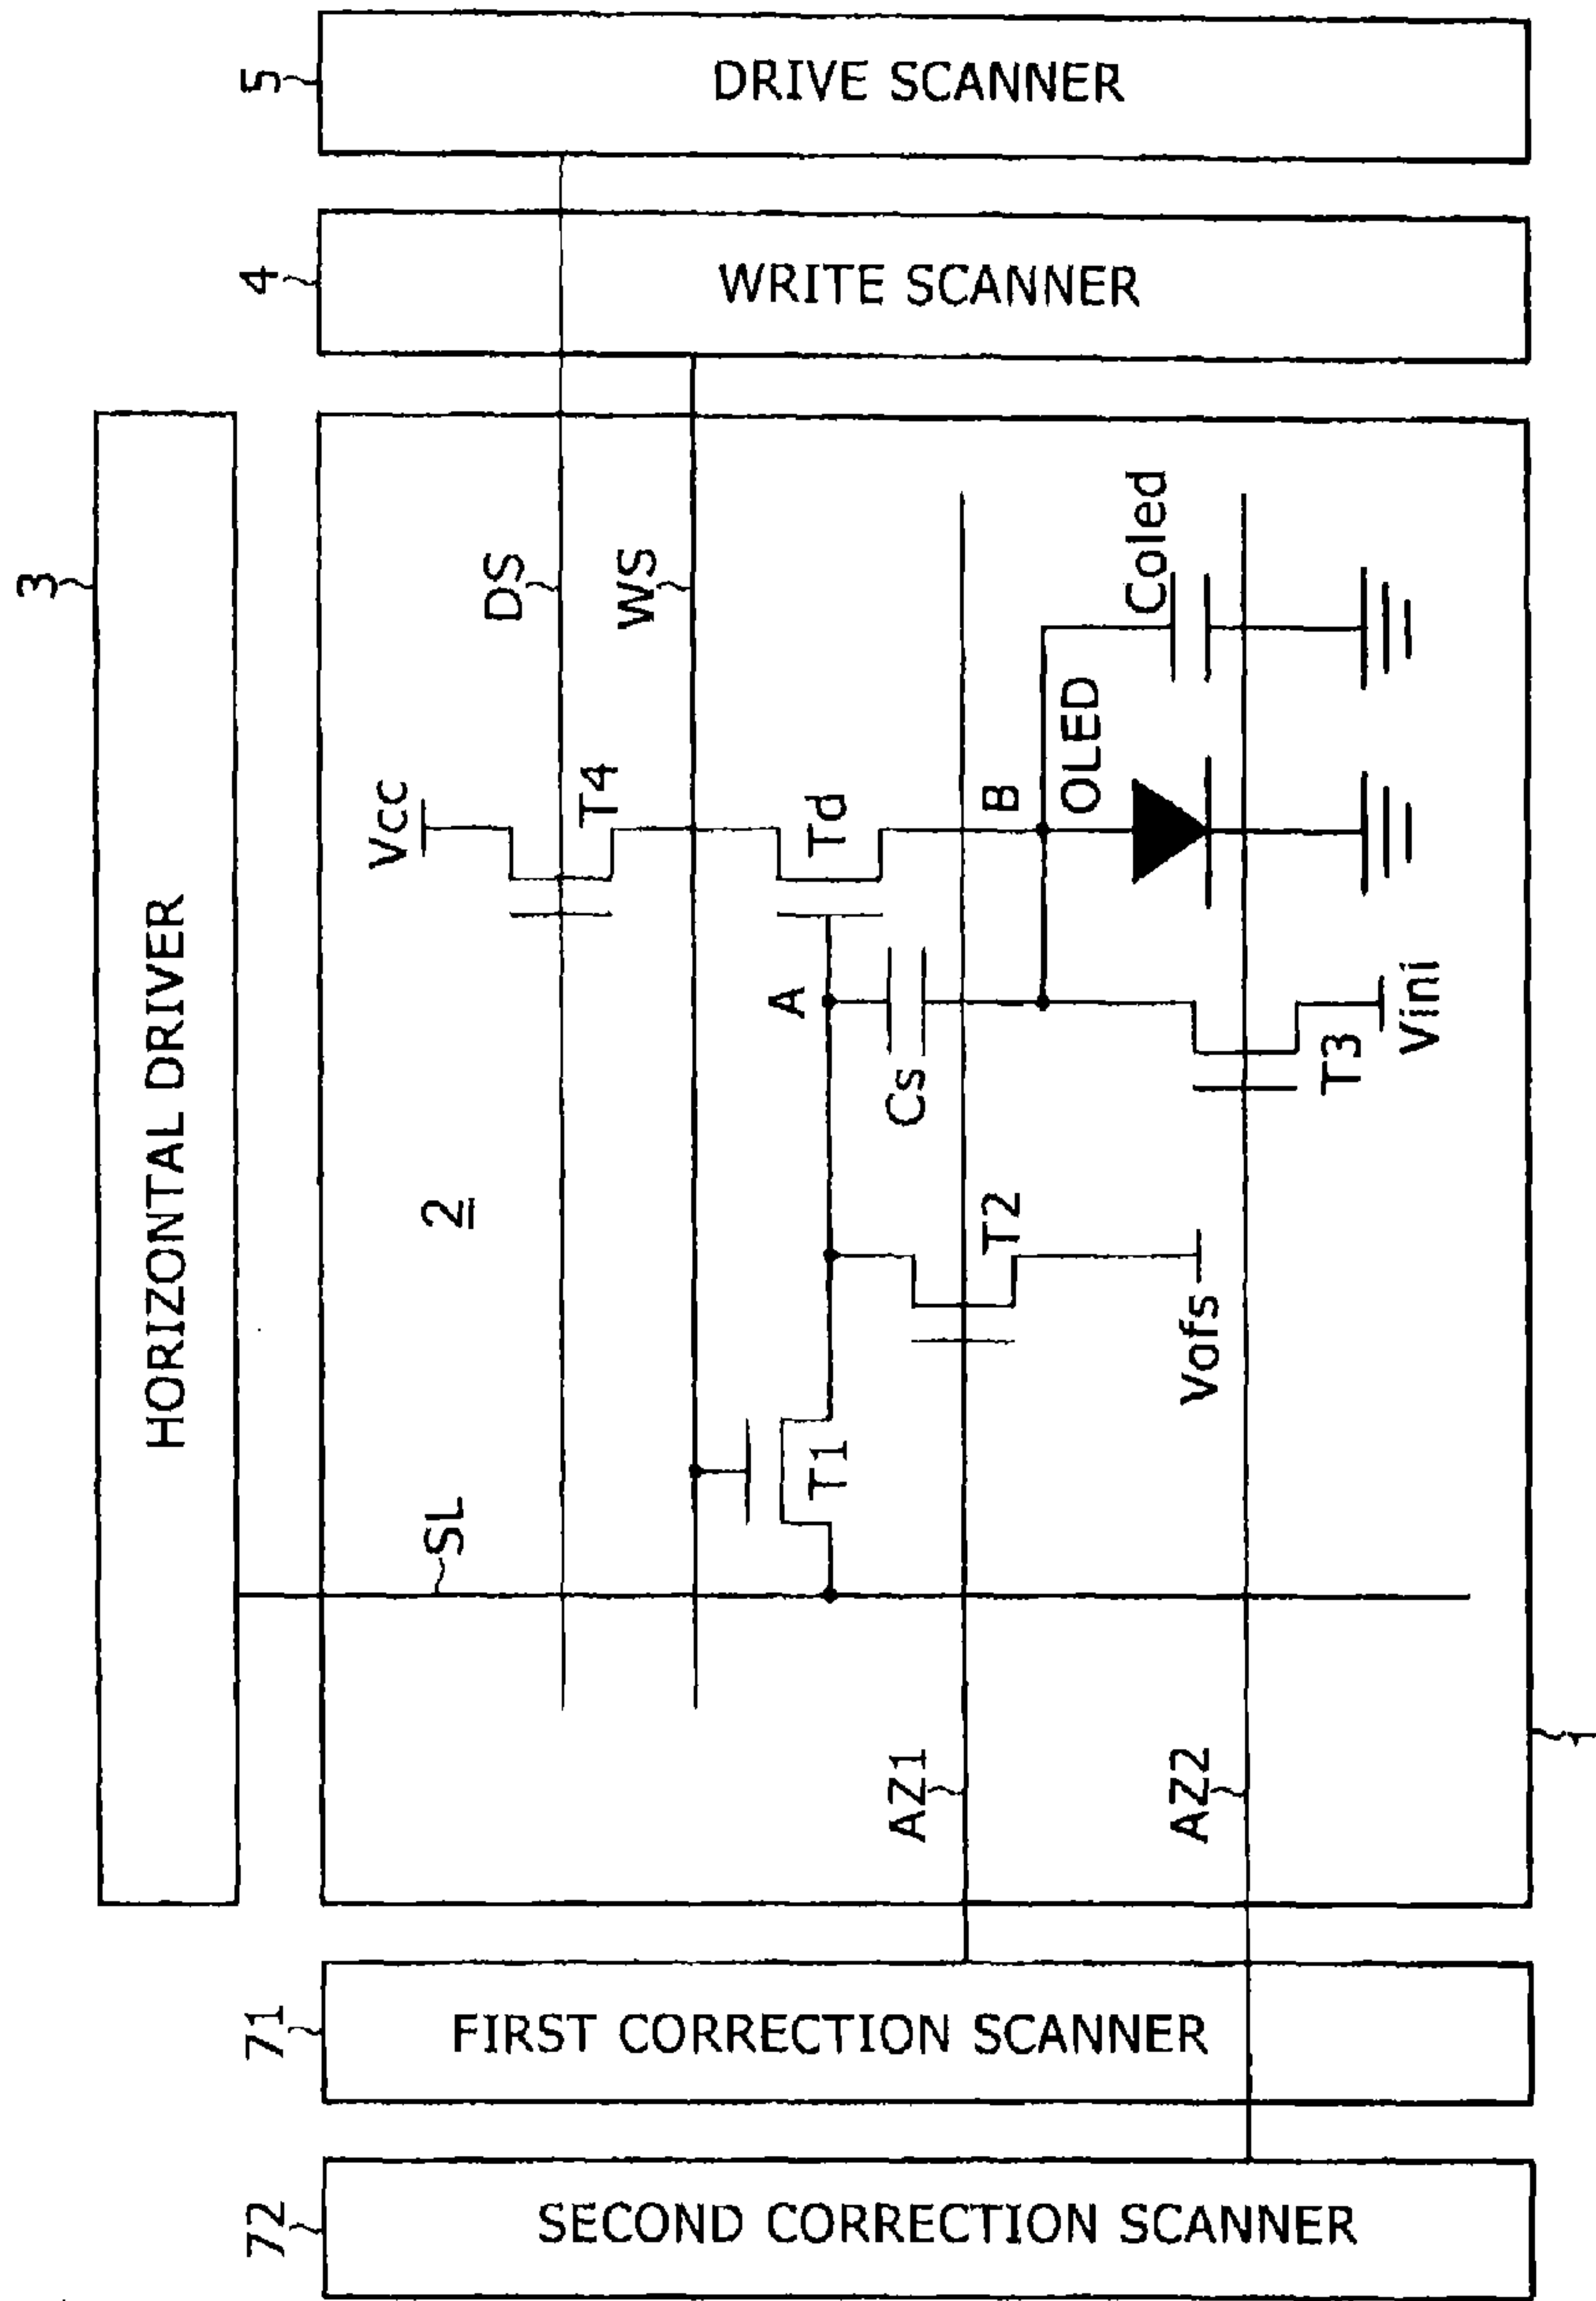 DRIVE SCANNER
5
WRITE SCANNER
4
3
HORIZONTAL DRIVER
DS
WS
Vcc
T4
Td
B
OLED
Coled
A
Cs
T3
Vini
2
T2
Vofs
T1
SL
AZ1
AZ2
1
71
FIRST CORRECTION SCANNER
72
SECOND CORRECTION SCANNER